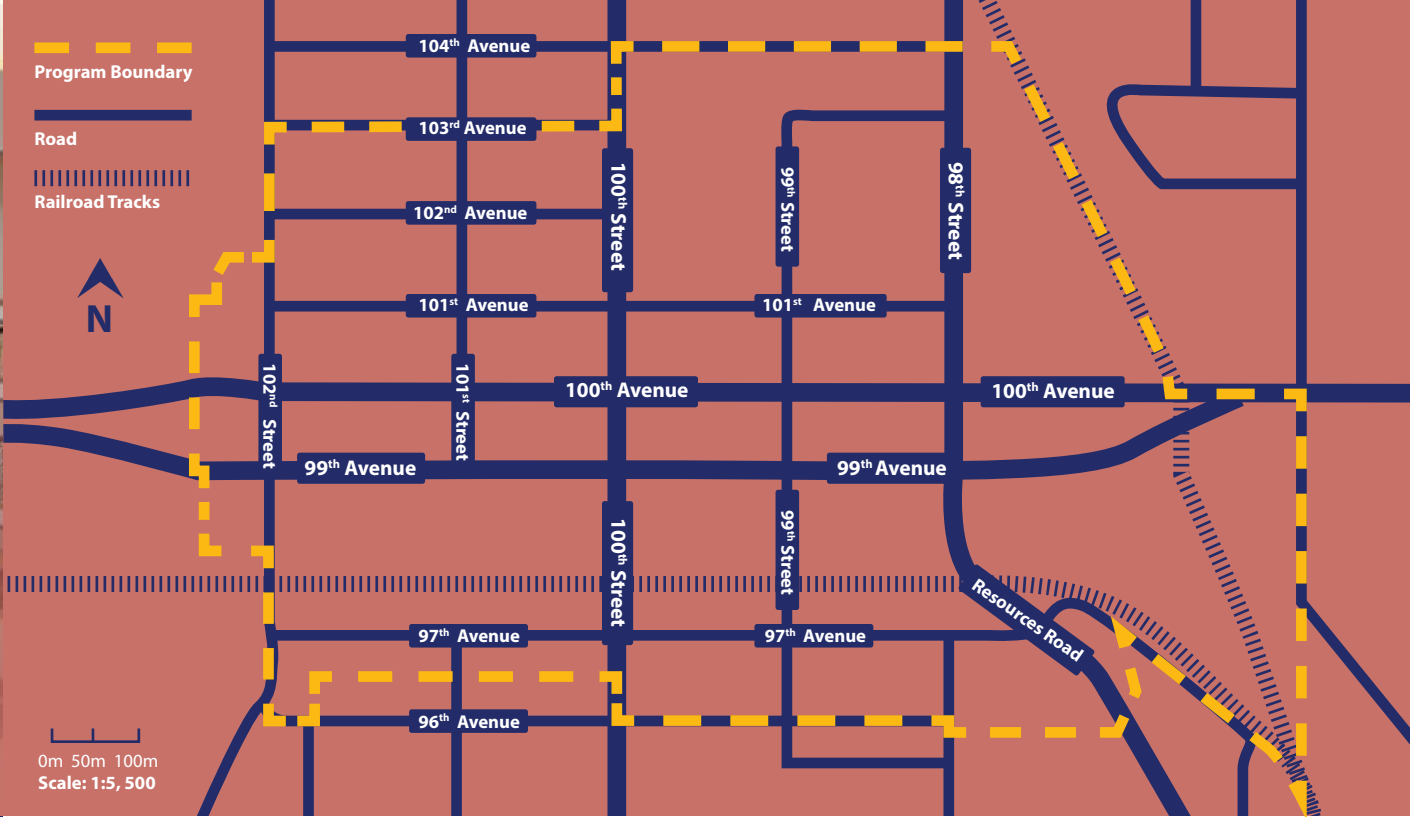 104th Avenue
Program Boundary
103rd Avenue
Road
Railroad Tracks
102nd Avenue
100th Street
99th Street
98th Street
N
101st Avenue
101st Avenue
102nd Street
101st Street
100th Avenue
100th Avenue
99th Avenue
99th Avenue
100th Street
99th Street
Resources Road
97th Avenue
97th Avenue
96th Avenue
0m 50m 100m
Scale: 1:5, 500